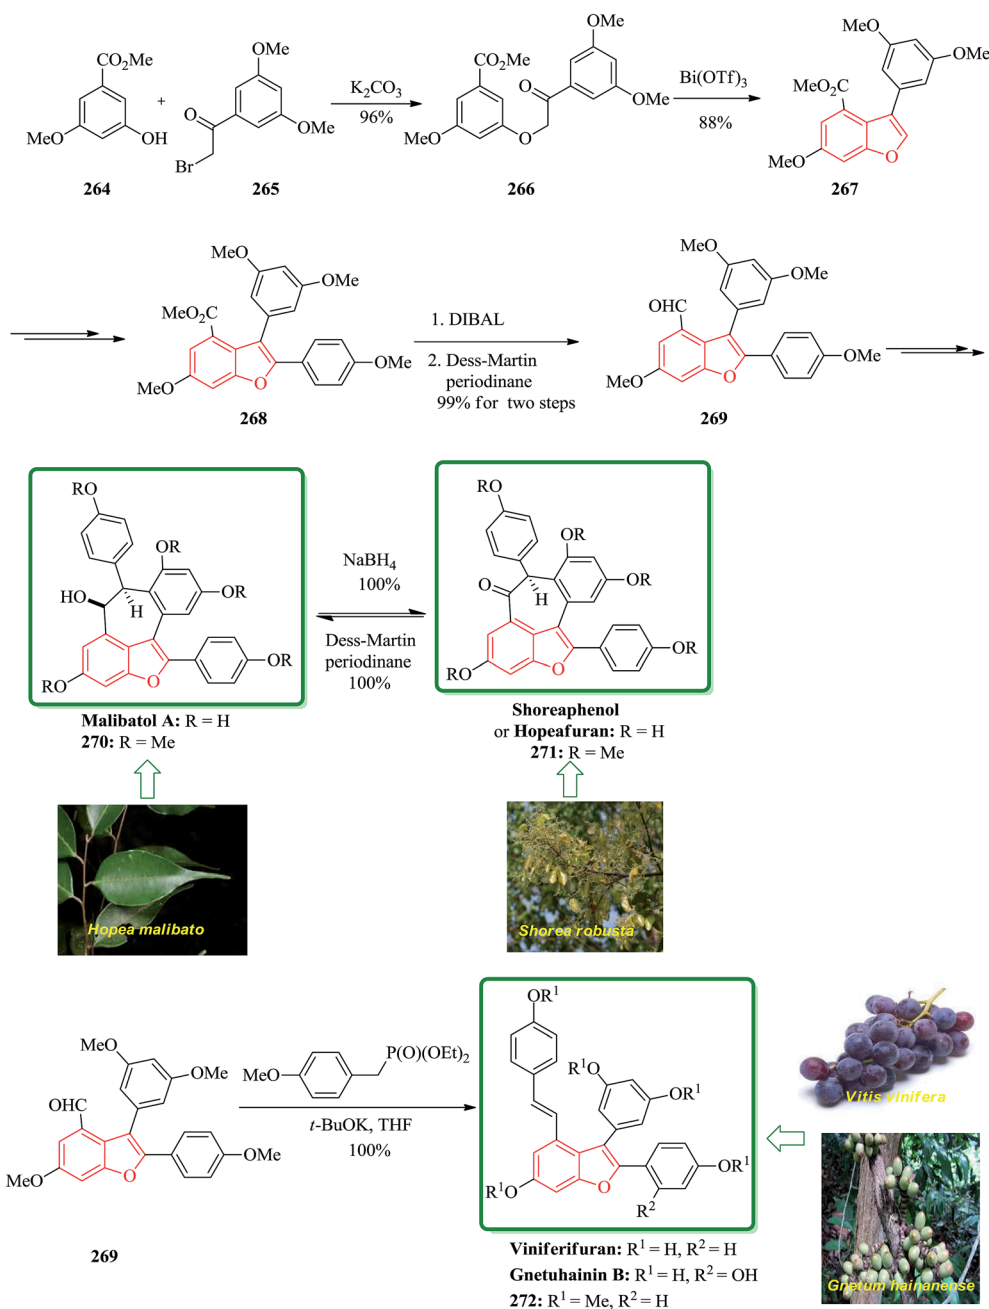 CO₂Me
MeO
OH
264
+
OMe
OMe
O
Br
265
K₂CO₃
96%
CO₂Me
MeO
O
O
OMe
OMe
266
Bi(OTf)₃
88%
MeO
OMe
MeO₂C
MeO
O
267
MeO
OMe
MeO₂C
MeO
O
OMe
268
1. DIBAL
2. Dess-Martin
periodinane
99% for two steps
MeO
OMe
OHC
MeO
O
OMe
269
RO
OR
OR
HO
H
OR
RO
O
Malibatol A: R = H
270: R = Me
NaBH₄
100%
Dess-Martin
periodinane
100%
RO
OR
OR
O
H
OR
RO
O
Shoreaphenol
or Hopeafuran: R = H
271: R = Me
Hopea malibato
Shorea robusta
MeO
OMe
OHC
MeO
O
OMe
269
MeO
P(O)(OEt)₂
t-BuOK, THF
100%
OR¹
R¹O
OR¹
OR¹
R¹O
O
R²
Viniferifuran: R¹ = H, R² = H
Gnetuhainin B: R¹ = H, R² = OH
272: R¹ = Me, R² = H
Vitis vinifera
Gnetum hainanense